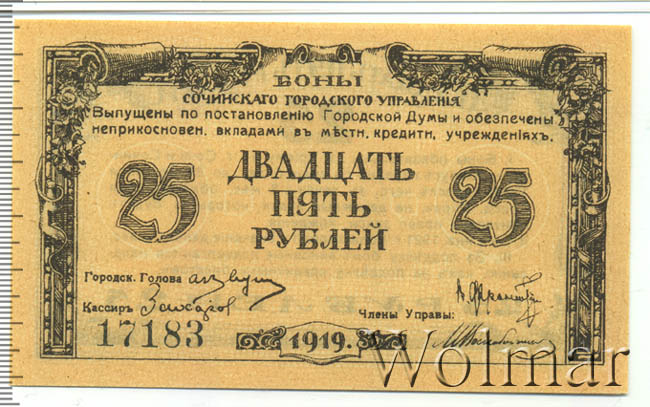 БОНЫ
СОЧИНСКАГО ГОРОДСКОГО УПРАВЛЕНІЯ
Выпущены по постановленію Городской Думы и обезпечены
неприкосновен. вкладами въ мѣстн. кредитн. учрежденіяхъ.
25 ДВАДЦАТЬ ПЯТЬ РУБЛЕЙ 25
Городск. Голова
Кассиръ
Члены Управы:
17183
1919.
Wolmar